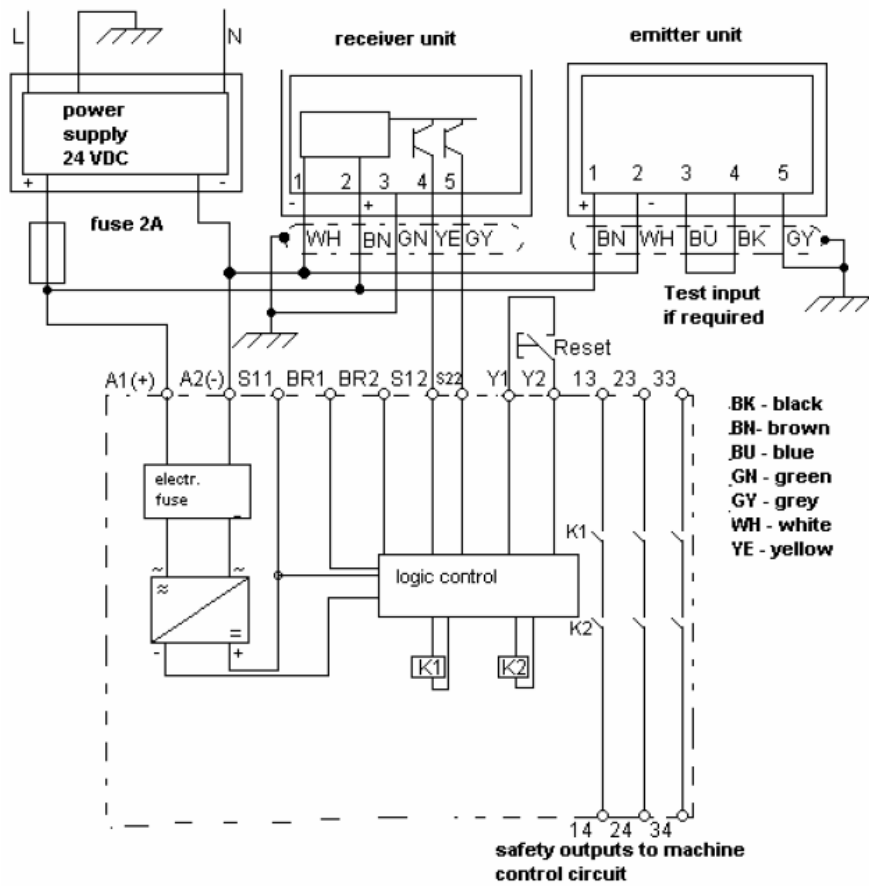 L N
receiver unit
emitter unit
power
supply
24 VDC
+ -
fuse 2A
1 2 3 4 5
- +
WH BN GN YE GY
1 2 3 4 5
+ -
( BN WH BU BK GY
Test input
if required
Reset
A1(+) A2(-) S11 BR1 BR2 S12 S22 Y1 Y2 13 23 33
BK - black
BN- brown
BU - blue
GN - green
GY - grey
WH - white
YE - yellow
electr.
fuse
-
~ ~
≈
=
- +
logic control
K1
K2
K1
K2
14 24 34
safety outputs to machine
control circuit